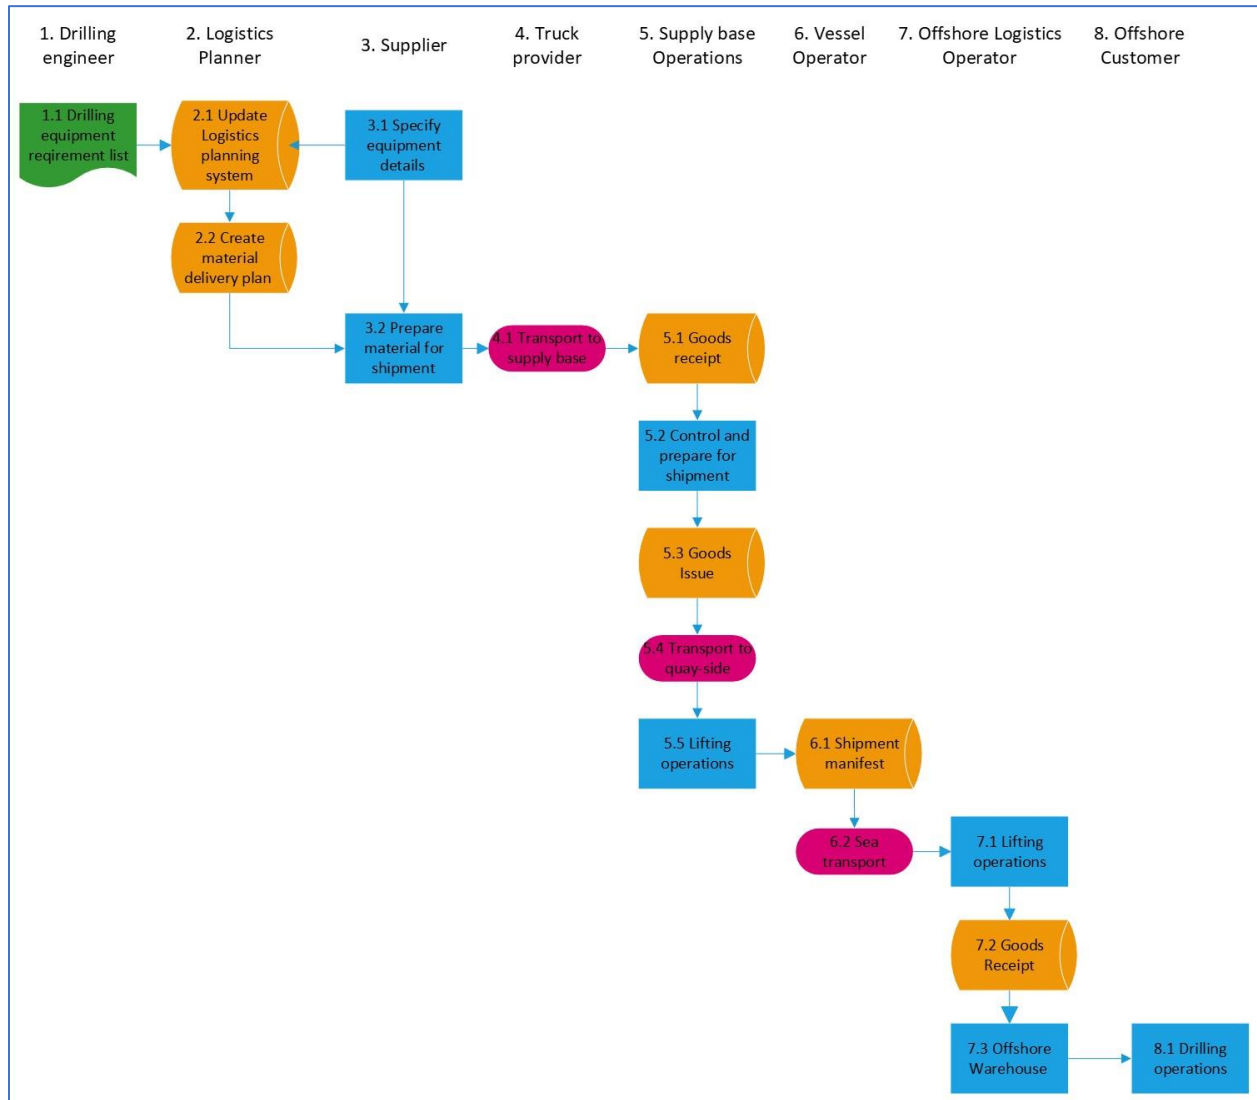 1. Drilling
engineer
2. Logistics
Planner
3. Supplier
4. Truck
provider
5. Supply base
Operations
6. Vessel
Operator
7. Offshore Logistics
Operator
8. Offshore
Customer
1.1 Drilling
equipment
reqirement list
2.1 Update
Logistics
planning
system
3.1 Specify
equipment
details
2.2 Create
material
delivery plan
3.2 Prepare
material for
shipment
4.1 Transport to
supply base
5.1 Goods
receipt
5.2 Control and
prepare for
shipment
5.3 Goods
Issue
5.4 Transport to
quay-side
5.5 Lifting
operations
6.1 Shipment
manifest
6.2 Sea
transport
7.1 Lifting
operations
7.2 Goods
Receipt
7.3 Offshore
Warehouse
8.1 Drilling
operations